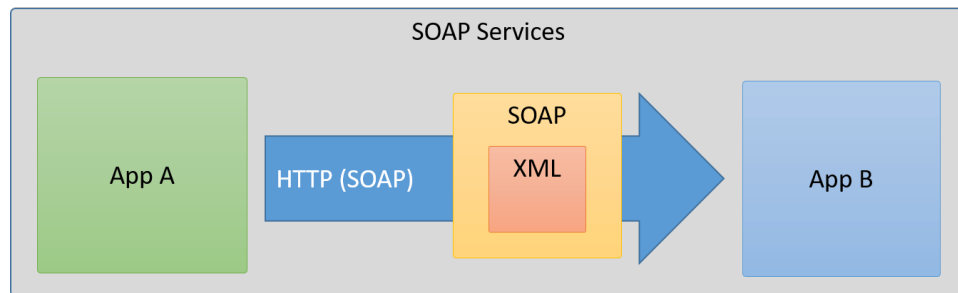 SOAP Services
App A
HTTP (SOAP)
SOAP
XML
App B